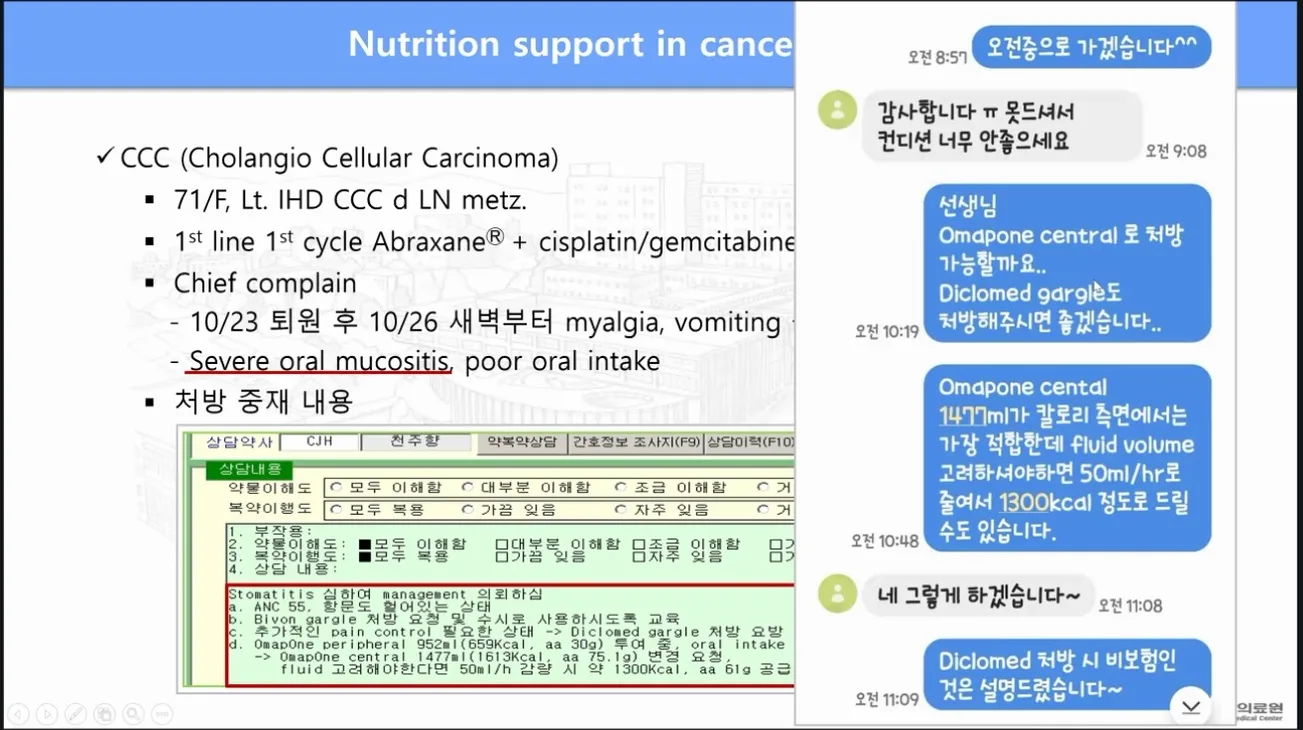 Nutrition support in cance
✓ CCC (Cholangio Cellular Carcinoma)
▪ 71/F, Lt. IHD CCC d LN metz.
▪ 1st line 1st cycle Abraxane® + cisplatin/gemcitabine
▪ Chief complain
- 10/23 퇴원 후 10/26 새벽부터 myalgia, vomiting
- Severe oral mucositis, poor oral intake
▪ 처방 중재 내용
상담약사 CJH 천주향 약복약상담 간호정보 조사지(F9) 상담이력(F10)
상담내용
약물이해도 ○ 모두 이해함 ○ 대부분 이해함 ○ 조금 이해함 ○ 거
복약이행도 ○ 모두 복용 ○ 가끔 잊음 ○ 자주 잊음 ○ 거
1. 부작용:
2. 약물이해도: ■모두 이해함 □대부분 이해함 □조금 이해함 □
3. 복약이행도: ■모두 복용 □가끔 잊음 □자주 잊음 □
4. 상담 내용:
Stomatitis 심하여 management 의뢰하심
a. ANC 55, 항문도 헐어있는 상태
b. Bivon gargle 처방 요청 및 수시로 사용하시도록 교육
c. 추가적인 pain control 필요한 상태 -> Diclomed gargle 처방 요방
d. OmapOne peripheral 952ml(659Kcal, aa 30g) 투여 중, oral intake
-> OmapOne central 1477ml(1613Kcal, aa 75.1g) 변경 요청,
fluid 고려해야한다면 50ml/h 감량 시 약 1300Kcal, aa 61g 공급
오전 8:57
오전중으로 가겠습니다^^
감사합니다 ㅠ 못드셔서
컨디션 너무 안좋으세요
오전 9:08
선생님
Omapone central 로 처방
가능할까요..
Diclomed gargle도
처방해주시면 좋겠습니다..
오전 10:19
Omapone cental
1477ml가 칼로리 측면에서는
가장 적합한데 fluid volume
고려하셔야하면 50ml/hr로
줄여서 1300kcal 정도로 드릴
수도 있습니다.
오전 10:48
네 그렇게 하겠습니다~
오전 11:08
Diclomed 처방 시 비보험인
것은 설명드렸습니다~
오전 11:09
의료원
edical Center